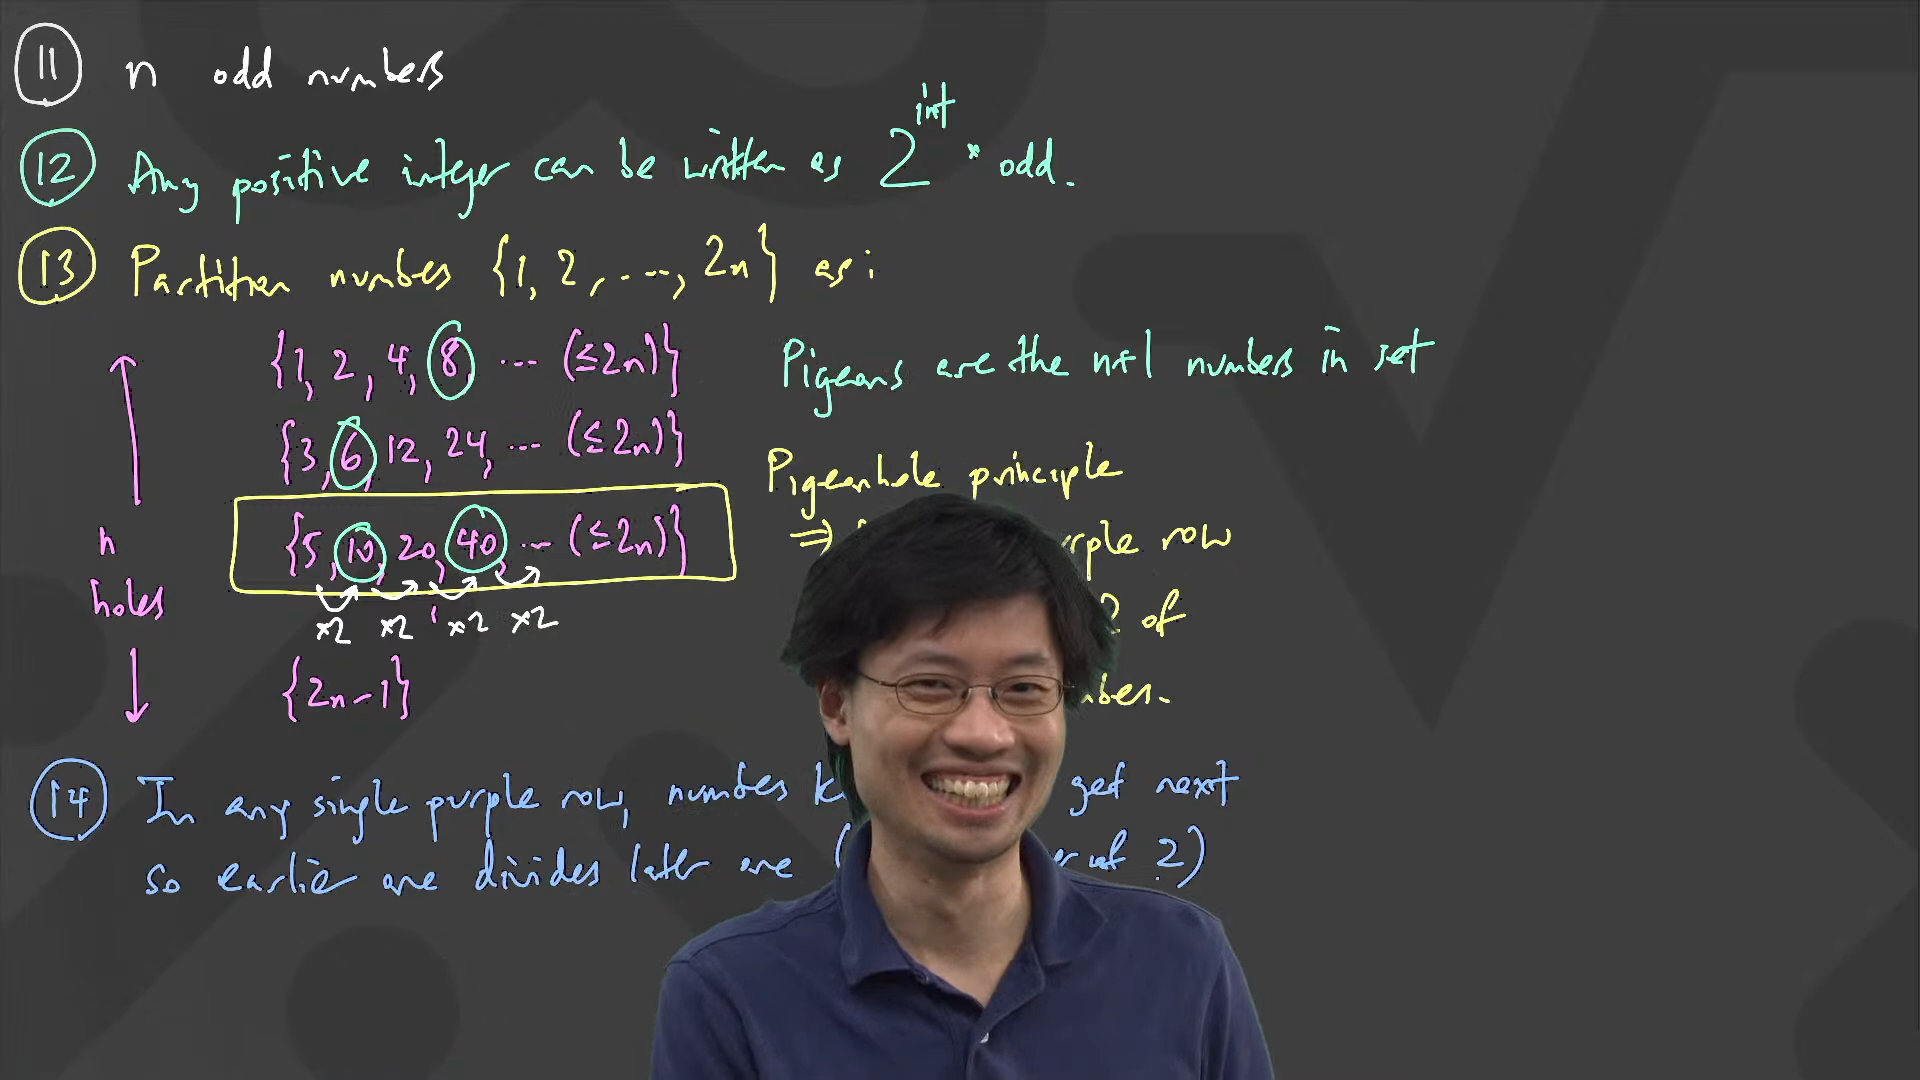 11 n odd numbers
12 Any positive integer can be written as 2^int * odd.
13 Partition numbers {1, 2, ..., 2n} as:
{1, 2, 4, 8 ... (≤2n)}
Pigeons are the n+1 numbers in set
{3, 6, 12, 24, ... (≤2n)}
Pigeonhole principle
{5, 10, 20, 40, ... (≤2n)}
⇒ purple row
n
holes
×2 ×2 ×2 ×2
2 of
{2n-1}
14 In any single purple row, numbers get next
so earlier one divides later one ( of 2)